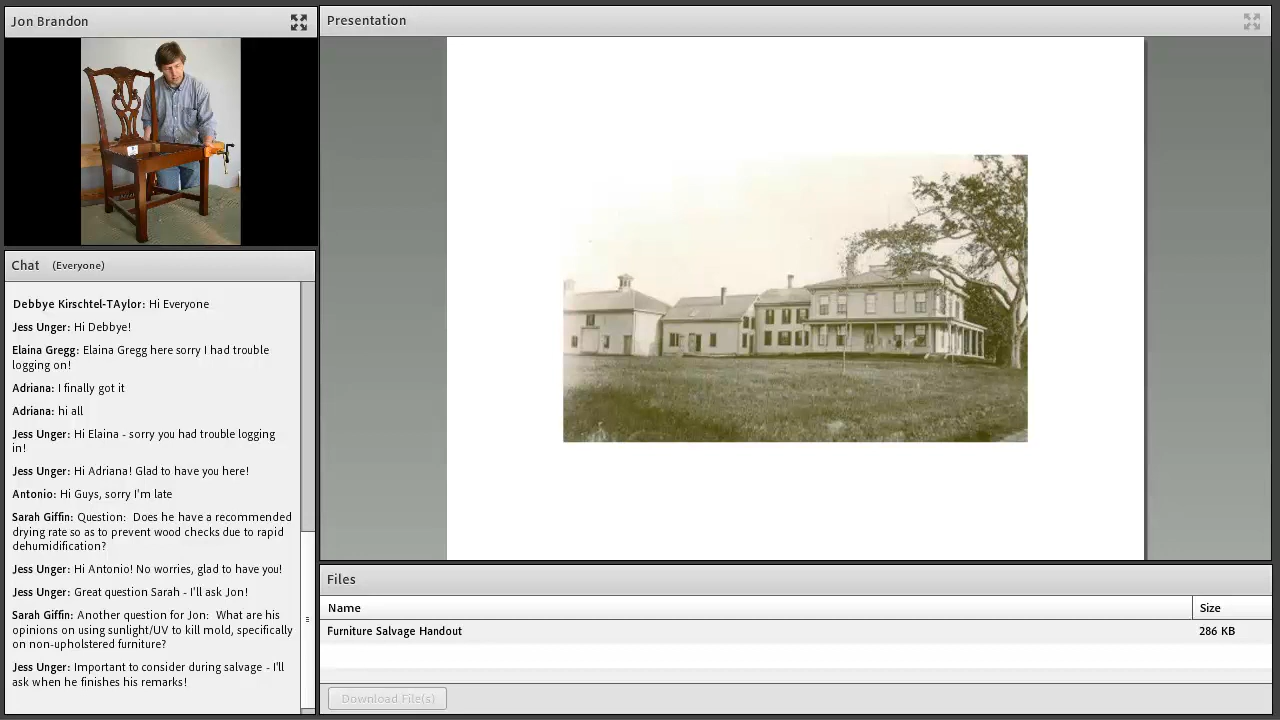 Jon Brandon
Presentation
Chat (Everyone)
Debbye Kirschtel-TAylor: Hi Everyone
Jess Unger: Hi Debbye!
Elaina Gregg: Elaina Gregg here sorry I had trouble
logging on!
Adriana: I finally got it
Adriana: hi all
Jess Unger: Hi Elaina - sorry you had trouble logging
in!
Jess Unger: Hi Adriana! Glad to have you here!
Antonio: Hi Guys, sorry I'm late
Sarah Giffin: Question: Does he have a recommended
drying rate so as to prevent wood checks due to rapid
dehumidification?
Jess Unger: Hi Antonio! No worries, glad to have you!
Jess Unger: Great question Sarah - I'll ask Jon!
Sarah Giffin: Another question for Jon: What are his
opinions on using sunlight/UV to kill mold, specifically
on non-upholstered furniture?
Jess Unger: Important to consider during salvage - I'll
ask when he finishes his remarks!
Files
Name Size
Furniture Salvage Handout 286 KB
Download File(s)